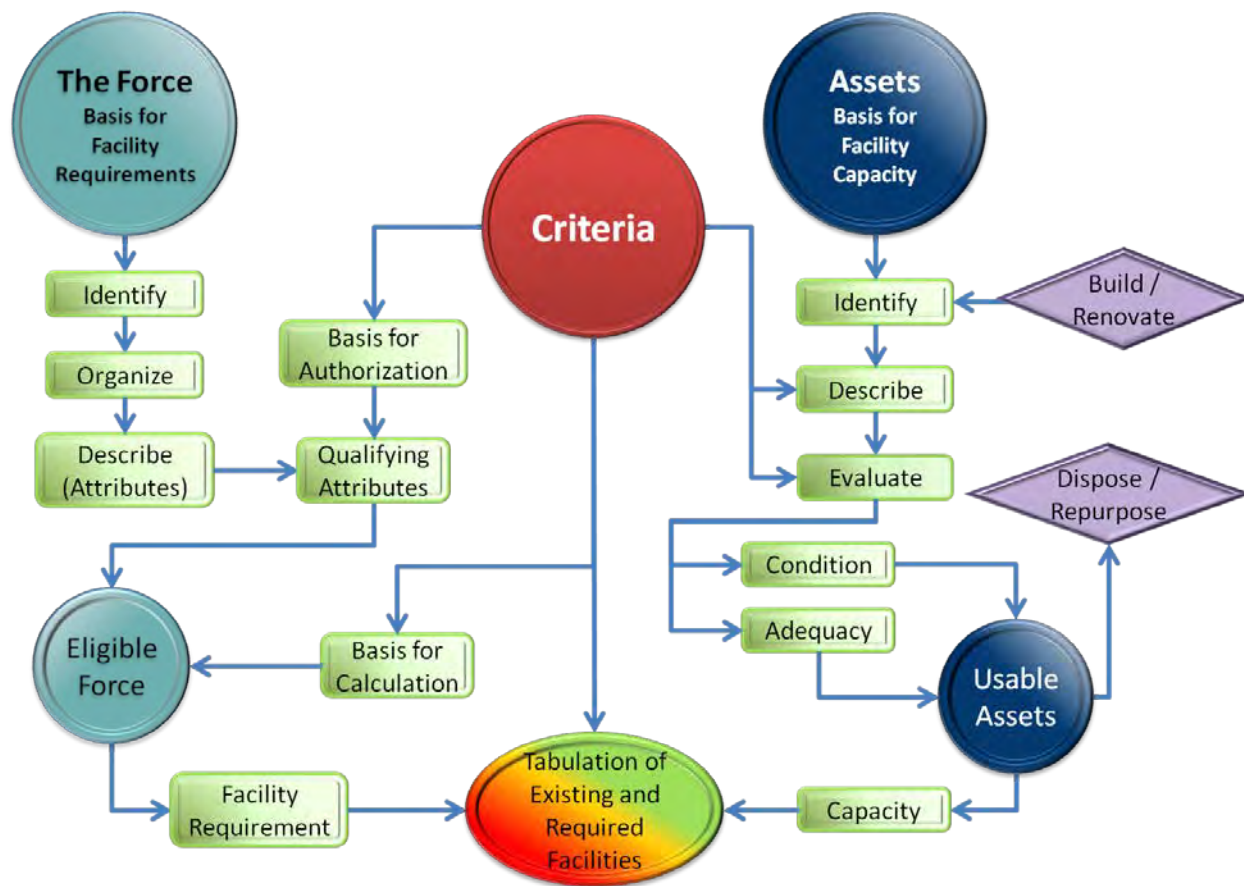 The Force
Basis for
Facility
Requirements
Identify
Organize
Describe
(Attributes)
Criteria
Basis for
Authorization
Qualifying
Attributes
Eligible
Force
Basis for
Calculation
Facility
Requirement
Assets
Basis for
Facility
Capacity
Identify
Build /
Renovate
Describe
Evaluate
Dispose /
Repurpose
Condition
Adequacy
Usable
Assets
Capacity
Tabulation of
Existing and
Required
Facilities